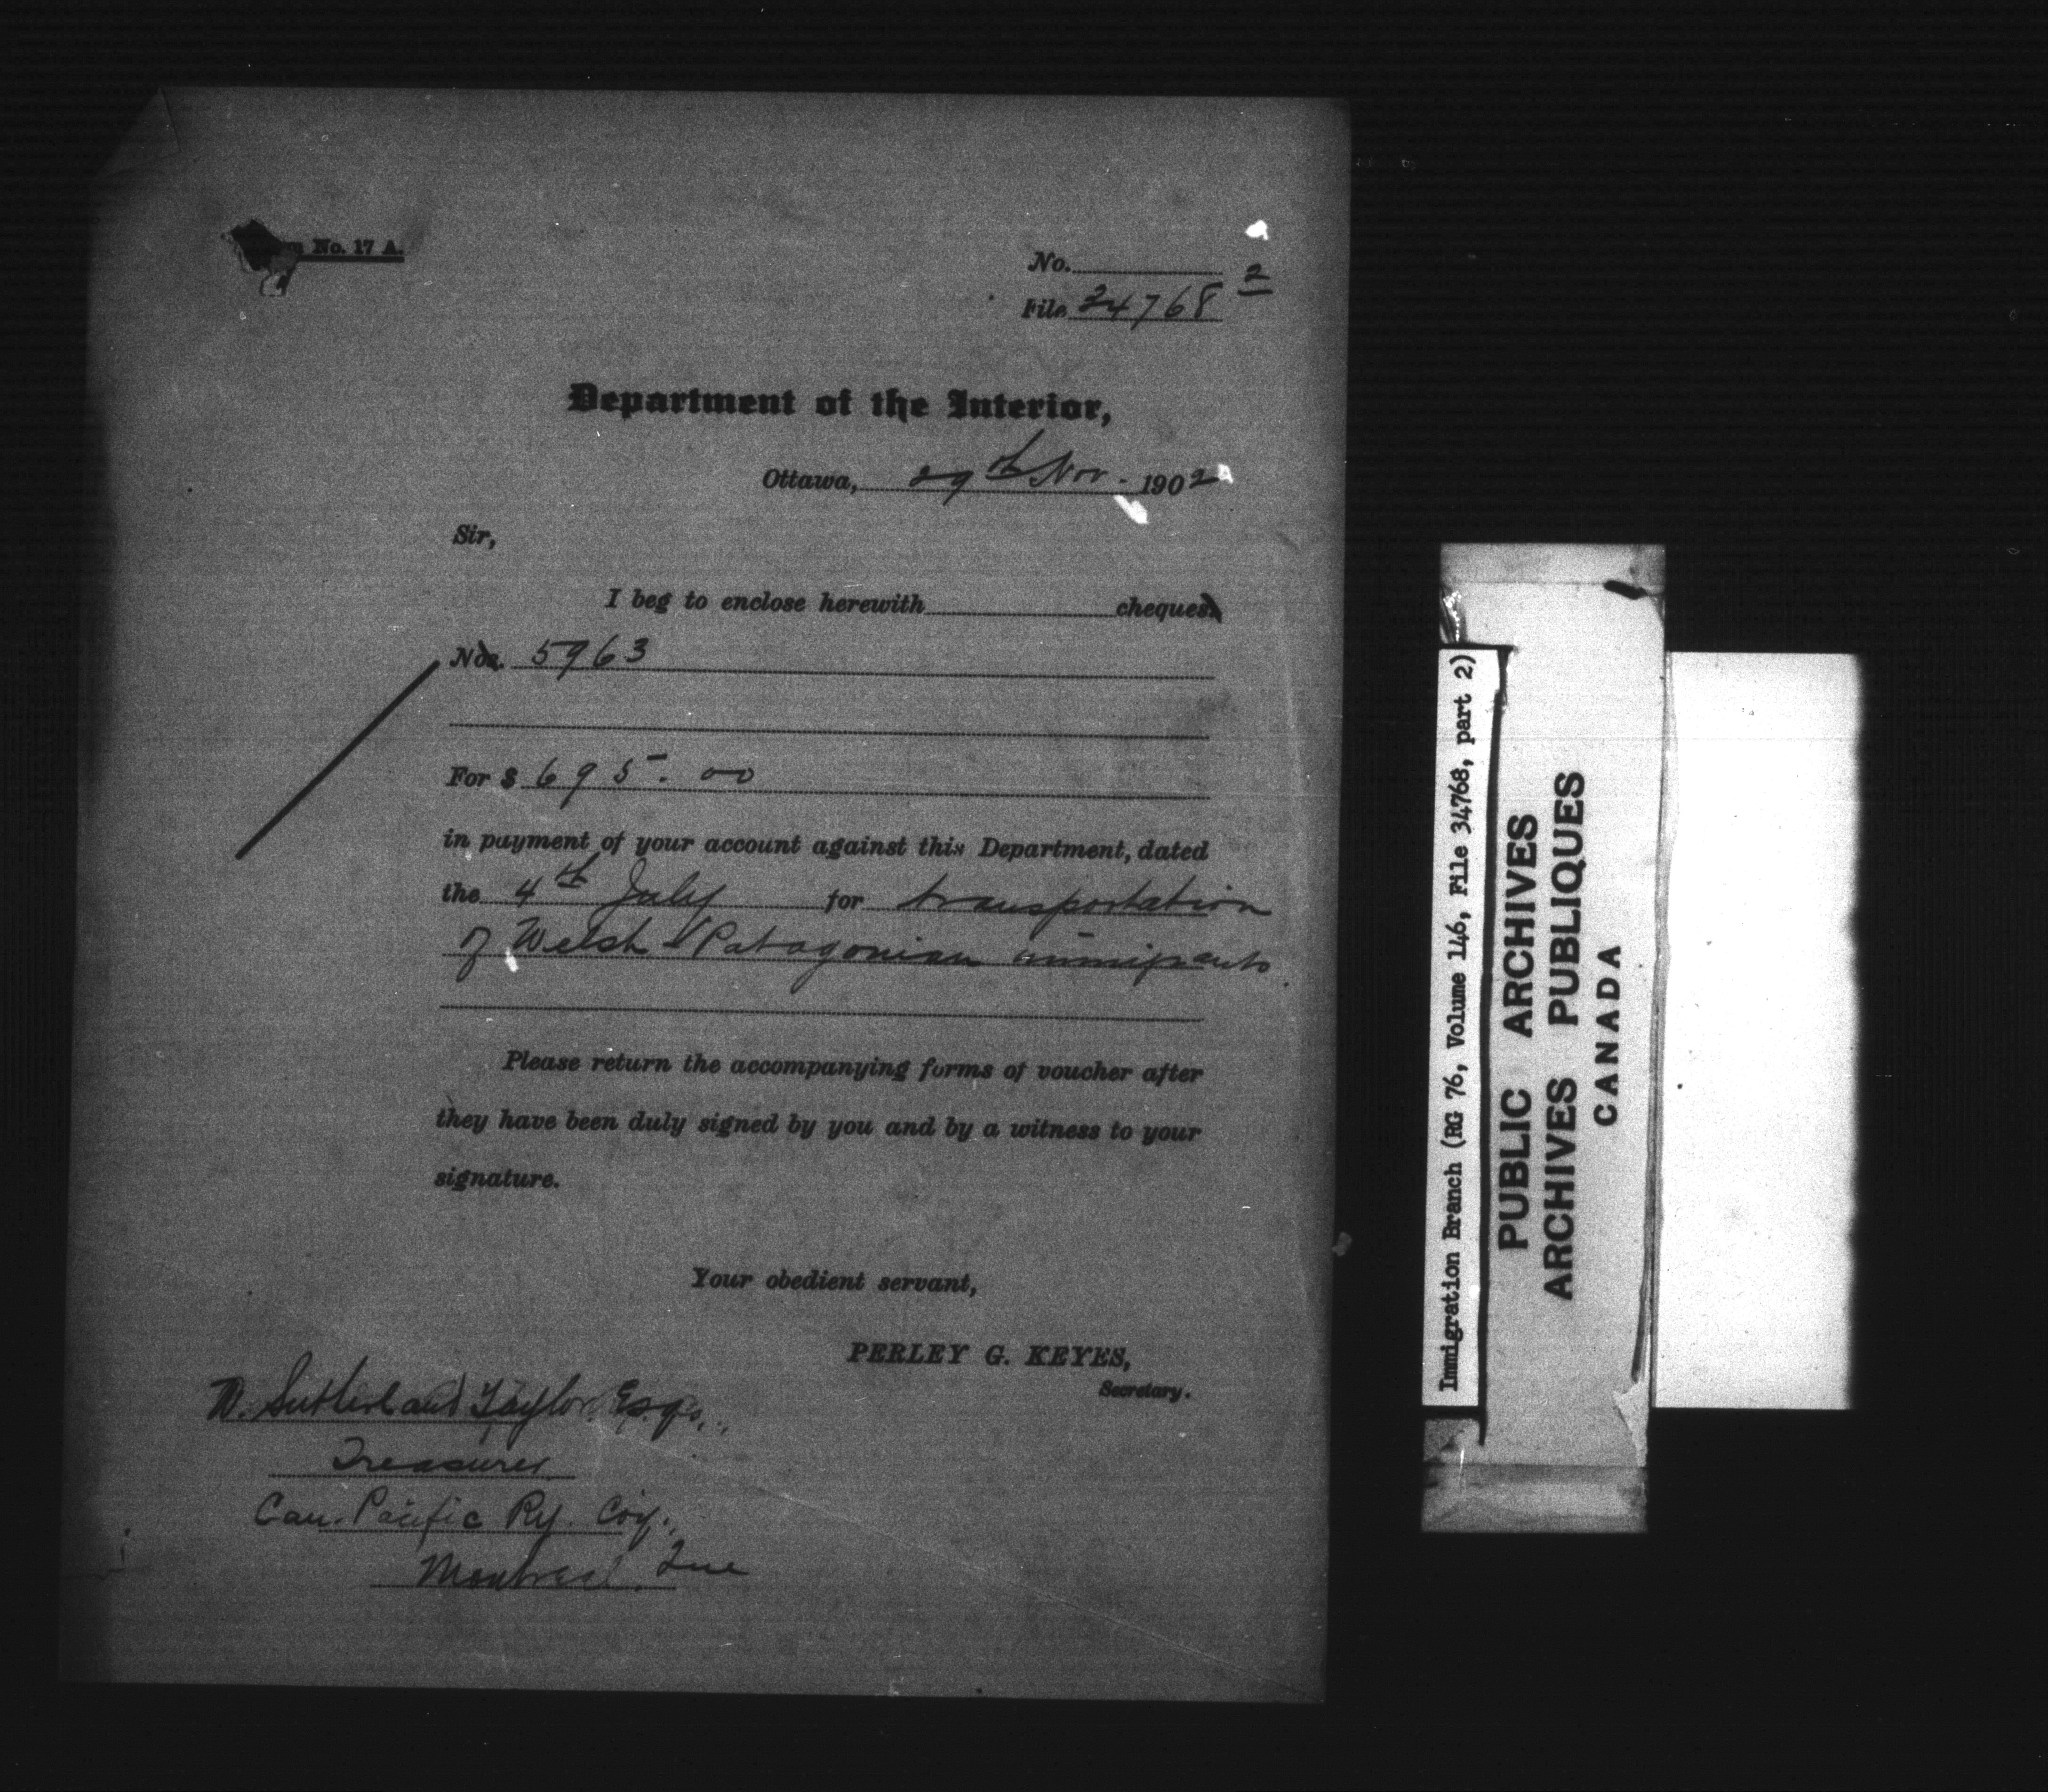 No. 17 A.
No.
File 34768 2
Department of the Interior,
Ottawa, 29th Nov. 1902
Sir,
I beg to enclose herewith cheques
Nos. 5963
For $ 695.00
in payment of your account against this Department, dated
the 4th July for transportation
of Welsh Patagonian immigrants
Please return the accompanying forms of voucher after
they have been duly signed by you and by a witness to your
signature.
Your obedient servant,
PERLEY G. KEYES,
Secretary.
Sutherland Taylor, Esq.,
Treasurer
Can. Pacific Ry. Coy.,
Montreal, Que
Immigration Branch (RG 76, Volume 146, File 34768, part 2)
PUBLIC ARCHIVES
ARCHIVES PUBLIQUES
CANADA